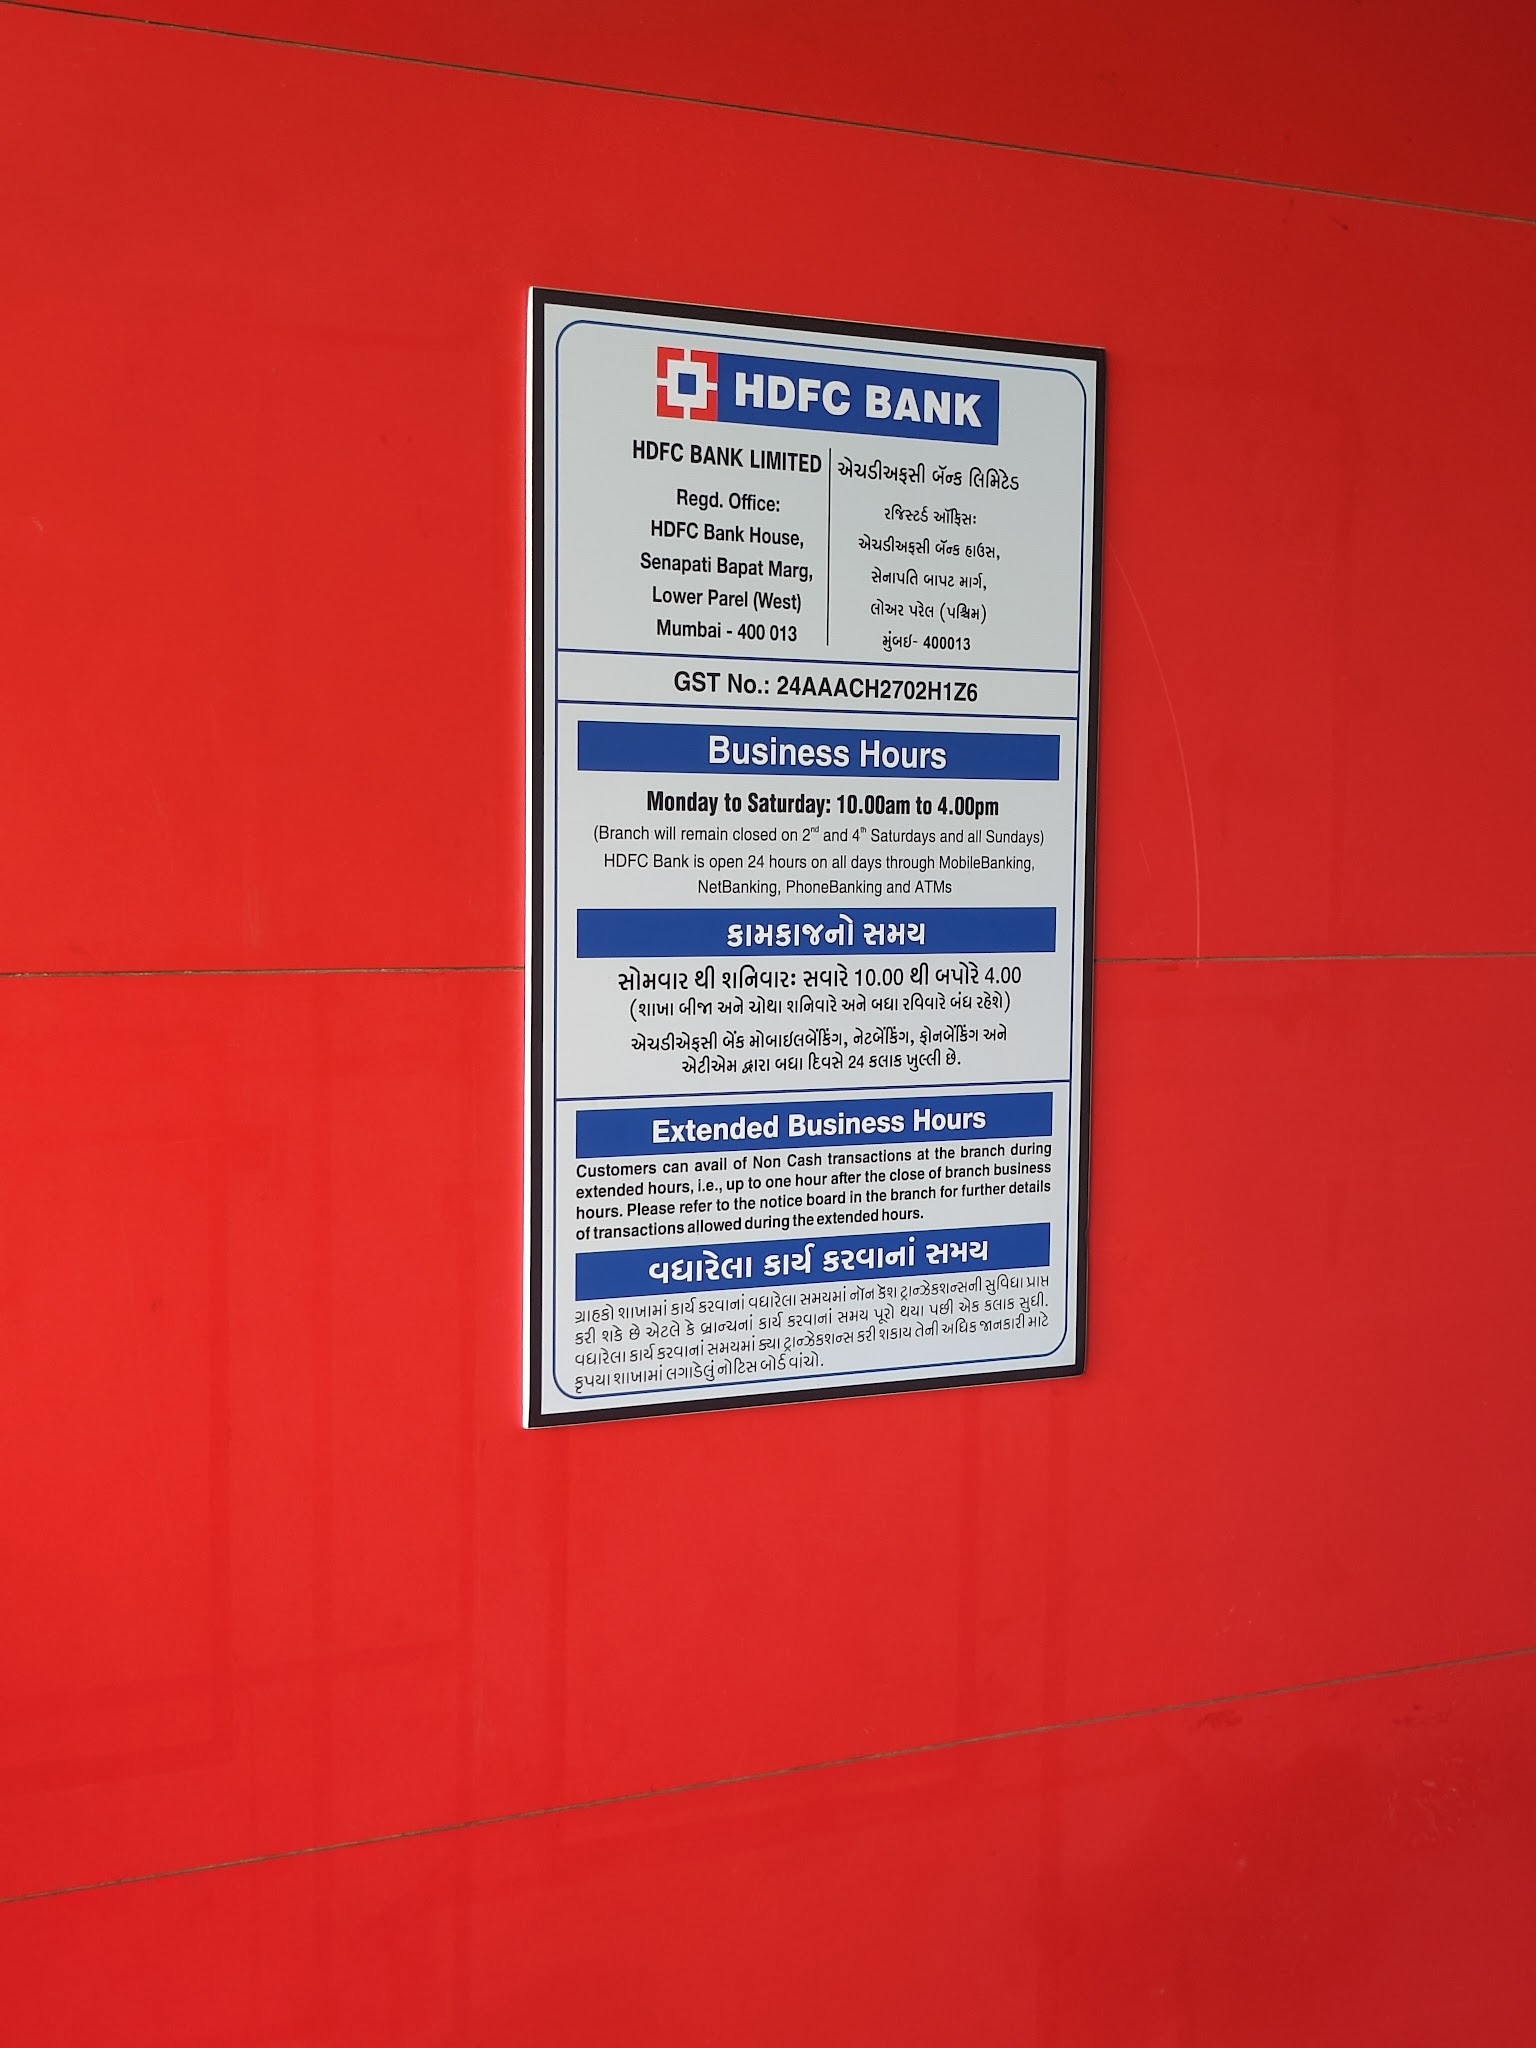 HDFC BANK
HDFC BANK LIMITED
Regd. Office:
HDFC Bank House,
Senapati Bapat Marg,
Lower Parel (West)
Mumbai - 400 013
એચડીઅફસી બૅન્ક લિમિટેડ
રજિસ્ટર્ડ ઑફિસઃ
એચડીઅફસી બૅન્ક હાઉસ,
સેનાપતિ બાપટ માર્ગ,
લોઅર પરેલ (પશ્ચિમ)
મુંબઇ- 400013
GST No.: 24AAACH2702H1Z6
Business Hours
Monday to Saturday: 10.00am to 4.00pm
(Branch will remain closed on 2nd and 4th Saturdays and all Sundays)
HDFC Bank is open 24 hours on all days through MobileBanking,
NetBanking, PhoneBanking and ATMs
કામકાજનો સમય
સોમવાર થી શનિવારઃ સવારે 10.00 થી બપોરે 4.00
(શાખા બીજા અને ચોથા શનિવારે અને બધા રવિવારે બંધ રહેશે)
એચડીએફસી બેંક મોબાઈલબેંકિંગ, નેટબેંકિંગ, ફોનબેંકિંગ અને
એટીએમ દ્વારા બધા દિવસે 24 કલાક ખુલ્લી છે.
Extended Business Hours
Customers can avail of Non Cash transactions at the branch during
extended hours, i.e., up to one hour after the close of branch business
hours. Please refer to the notice board in the branch for further details
of transactions allowed during the extended hours.
વધારેલા કાર્ય કરવાનાં સમય
ગ્રાહકો શાખામાં કાર્ય કરવાનાં વધારેલા સમયમાં નૉન કૅશ ટ્રાન્ઝેકશન્સની સુવિધા પ્રાપ્ત
કરી શકે છે એટલે કે બ્રાન્ચનાં કાર્ય કરવાનાં સમય પૂરો થયા પછી એક કલાક સુધી.
વધારેલા કાર્ય કરવાનાં સમયમાં ક્યા ટ્રાન્ઝેકશન્સ કરી શકાય તેની અધિક જાનકારી માટે
કૃપયા શાખામાં લગાડેલું નોટિસ બોર્ડ વાંચો.